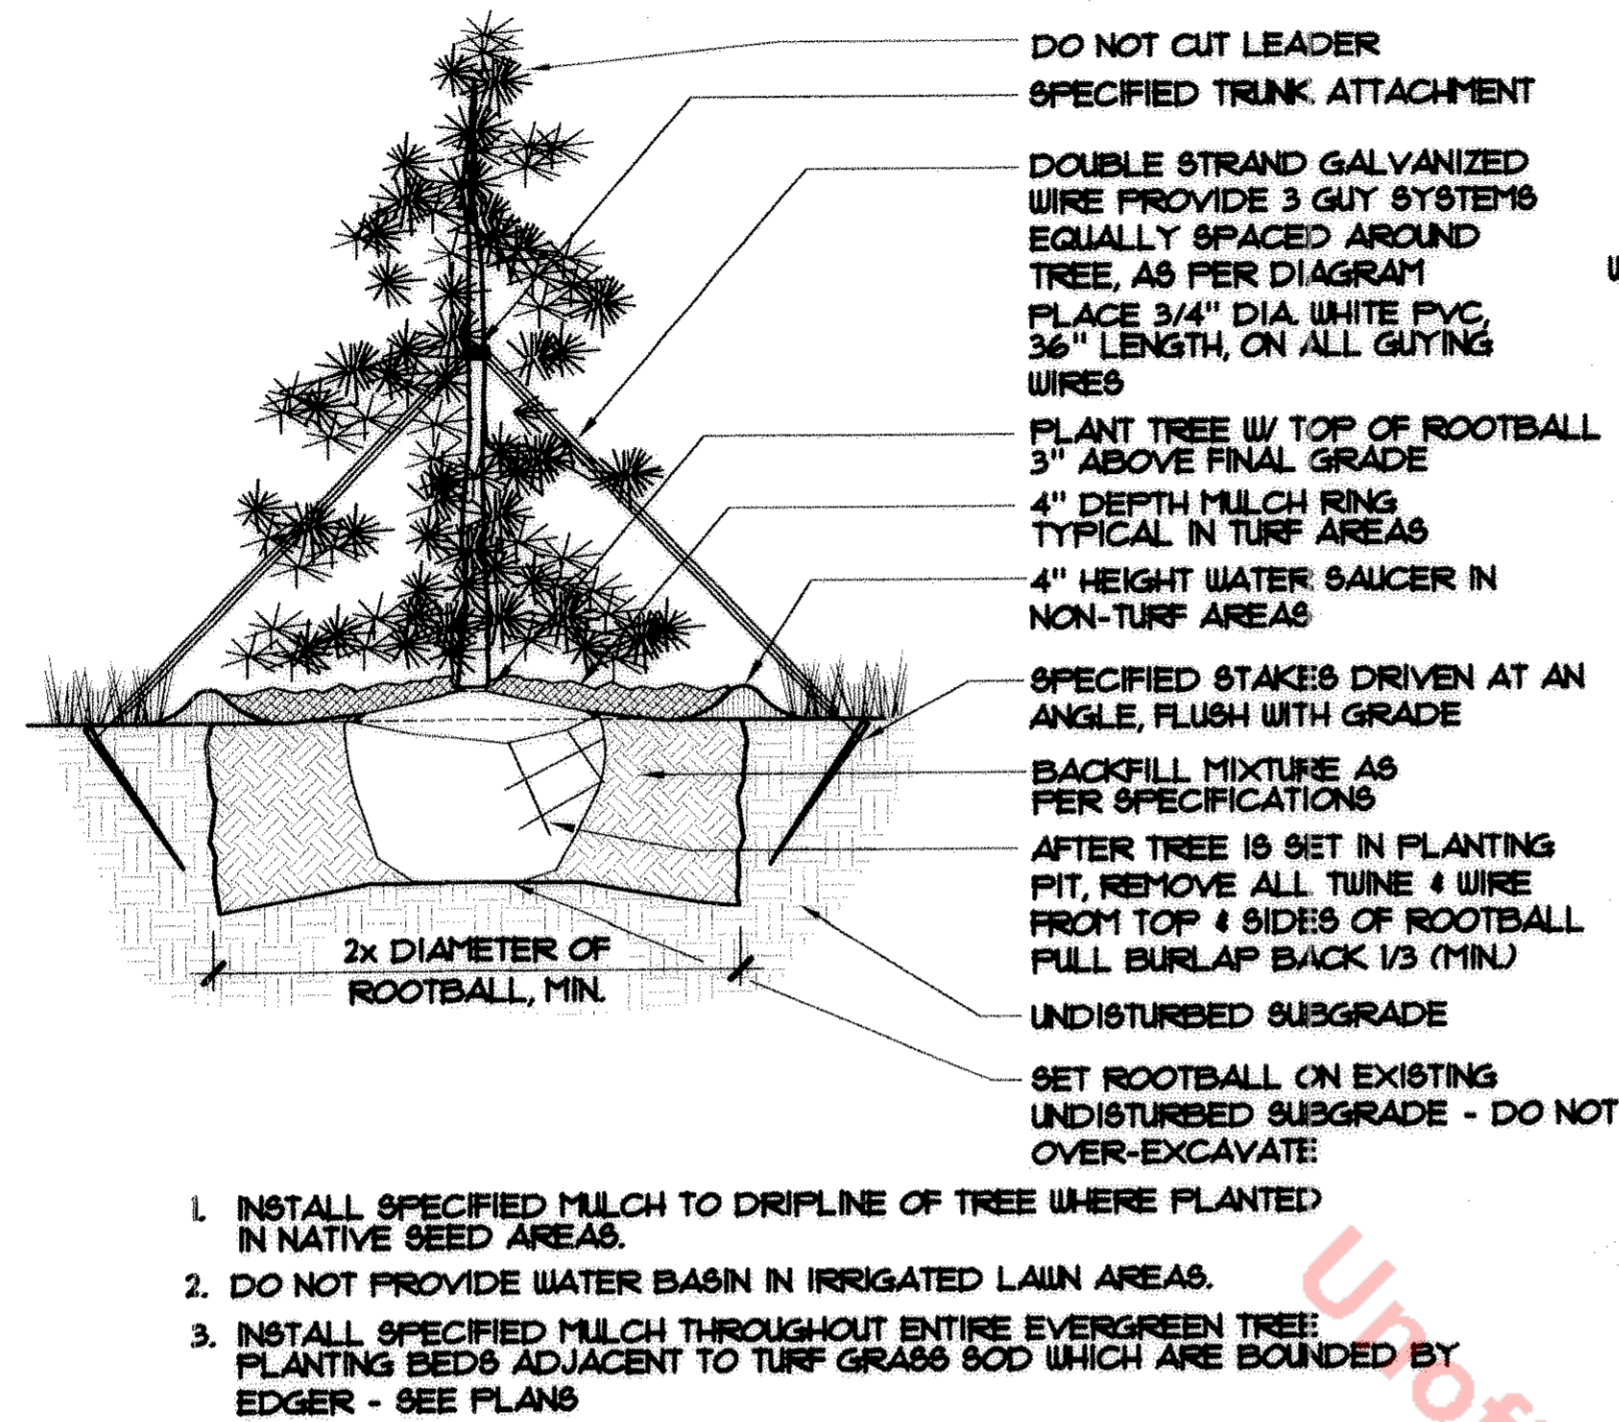 DO NOT CUT LEADER
SPECIFIED TRUNK ATTACHMENT
DOUBLE STRAND GALVANIZED
WIRE PROVIDE 3 GUY SYSTEMS
EQUALLY SPACED AROUND
TREE, AS PER DIAGRAM
PLACE 3/4" DIA. WHITE PVC,
36" LENGTH, ON ALL GUYING
WIRES
PLANT TREE W/ TOP OF ROOTBALL
3" ABOVE FINAL GRADE
4" DEPTH MULCH RING
TYPICAL IN TURF AREAS
4" HEIGHT WATER SAUCER IN
NON-TURF AREAS
SPECIFIED STAKES DRIVEN AT AN
ANGLE, FLUSH WITH GRADE
BACKFILL MIXTURE AS
PER SPECIFICATIONS
AFTER TREE IS SET IN PLANTING
PIT, REMOVE ALL TWINE & WIRE
FROM TOP & SIDES OF ROOTBALL
PULL BURLAP BACK 1/3 (MIN.)
UNDISTURBED SUBGRADE
SET ROOTBALL ON EXISTING
UNDISTURBED SUBGRADE - DO NOT
OVER-EXCAVATE
2x DIAMETER OF
ROOTBALL, MIN.
1. INSTALL SPECIFIED MULCH TO DRIPLINE OF TREE WHERE PLANTED
IN NATIVE SEED AREAS.
2. DO NOT PROVIDE WATER BASIN IN IRRIGATED LAWN AREAS.
3. INSTALL SPECIFIED MULCH THROUGHOUT ENTIRE EVERGREEN TREE
PLANTING BEDS ADJACENT TO TURF GRASS SOD WHICH ARE BOUNDED BY
EDGER - SEE PLANS